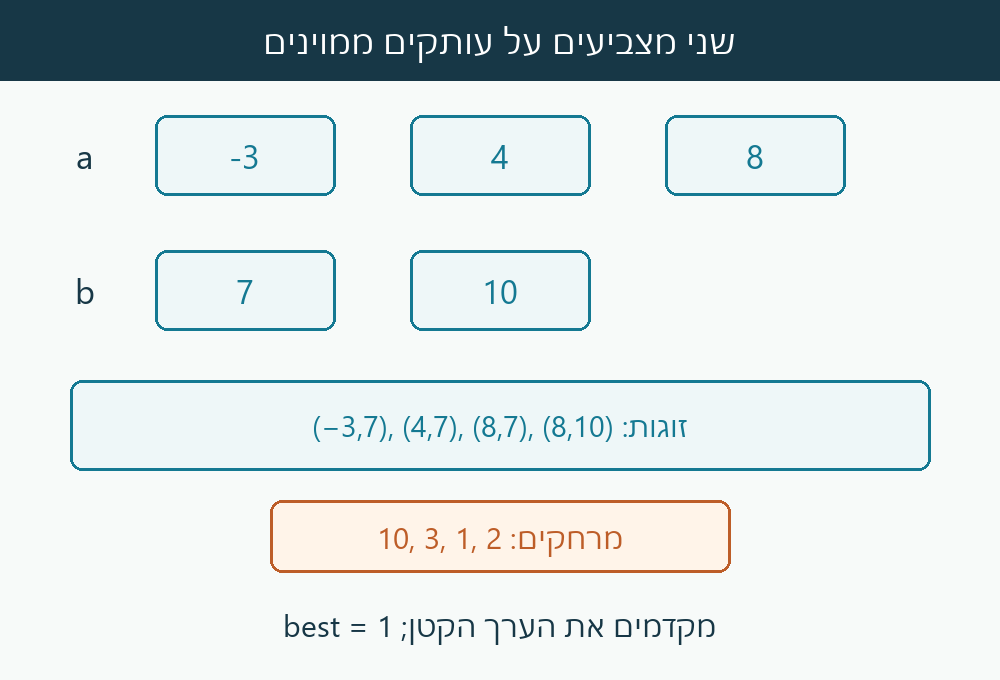 שני מצביעים על עותקים ממוינים
a -3 4 8
b 7 10
זוגות: (−3,7), (4,7), (8,7), (8,10)
מרחקים: 10, 3, 1, 2
מקדמים את הערך הקטן; best = 1